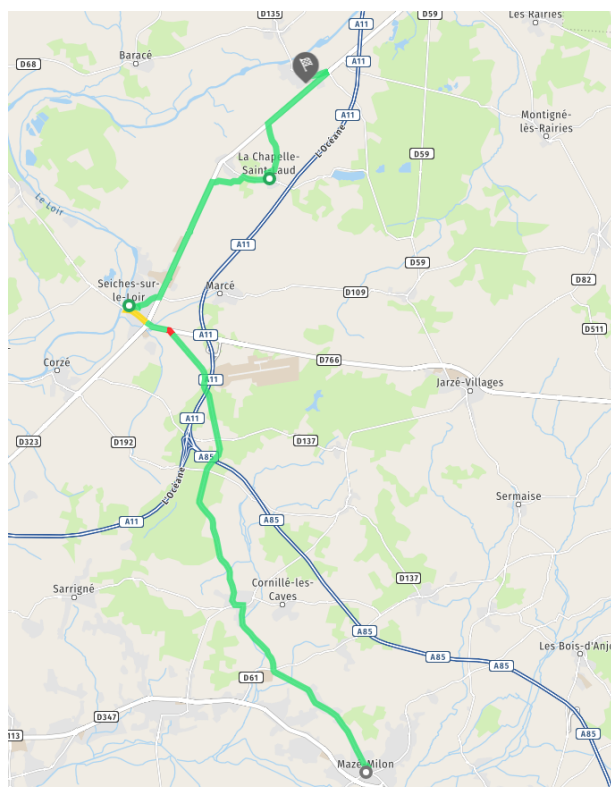 D135
A11
D59
Les Rairies
Baracé
D68
A11
A11
Montigné-
lès-Rairies
L'Océane
La Chapelle-
Saint-Laud
D59
Le Loir
A11
D59
Seiches-sur-
le-Loir
Marcé
D109
D82
D511
A11
Corzé
D766
A11
Jarzé-Villages
A11
D323
D192
D137
A85
L'Océane
Sermaise
A11
A85
Sarrigné
Cornillé-les-
Caves
D137
A85
A85
Les Bois-d'Anj
D61
D347
113
A85
Mazé-Milon